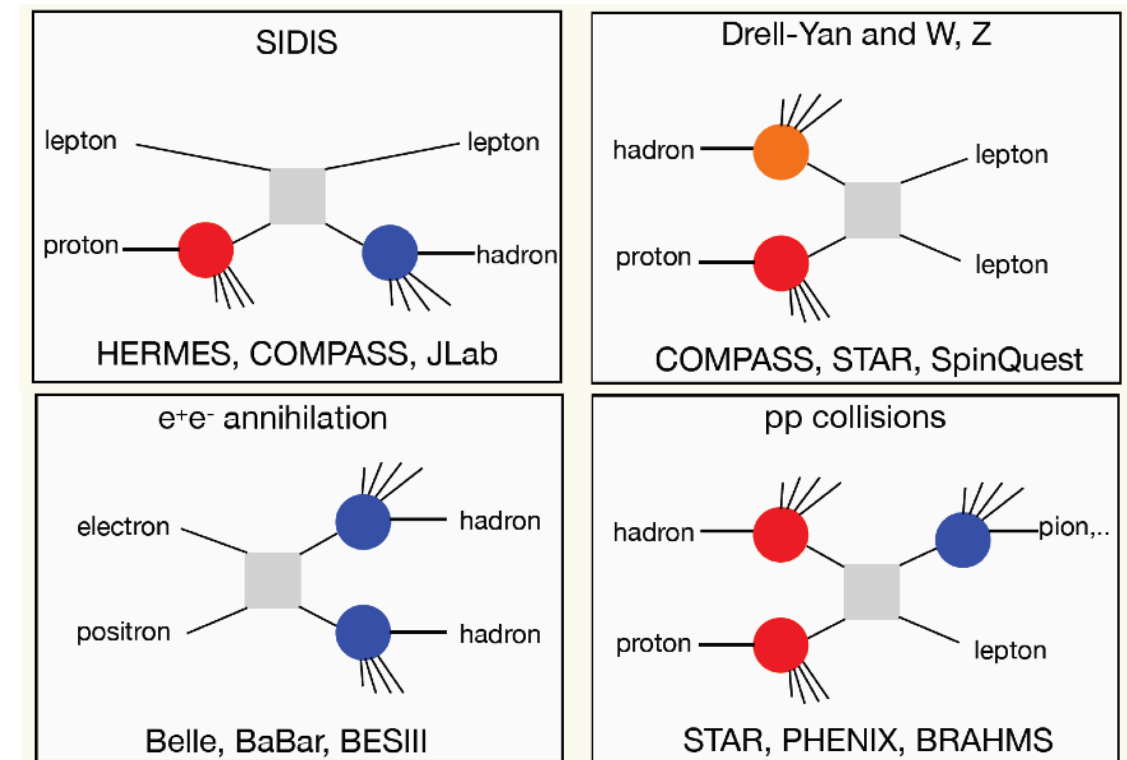 SIDIS
lepton
lepton
proton
hadron
HERMES, COMPASS, JLab
Drell-Yan and W, Z
hadron
lepton
proton
lepton
COMPASS, STAR, SpinQuest
e⁺e⁻ annihilation
electron
hadron
positron
hadron
Belle, BaBar, BESIII
pp collisions
hadron
pion,..
proton
lepton
STAR, PHENIX, BRAHMS